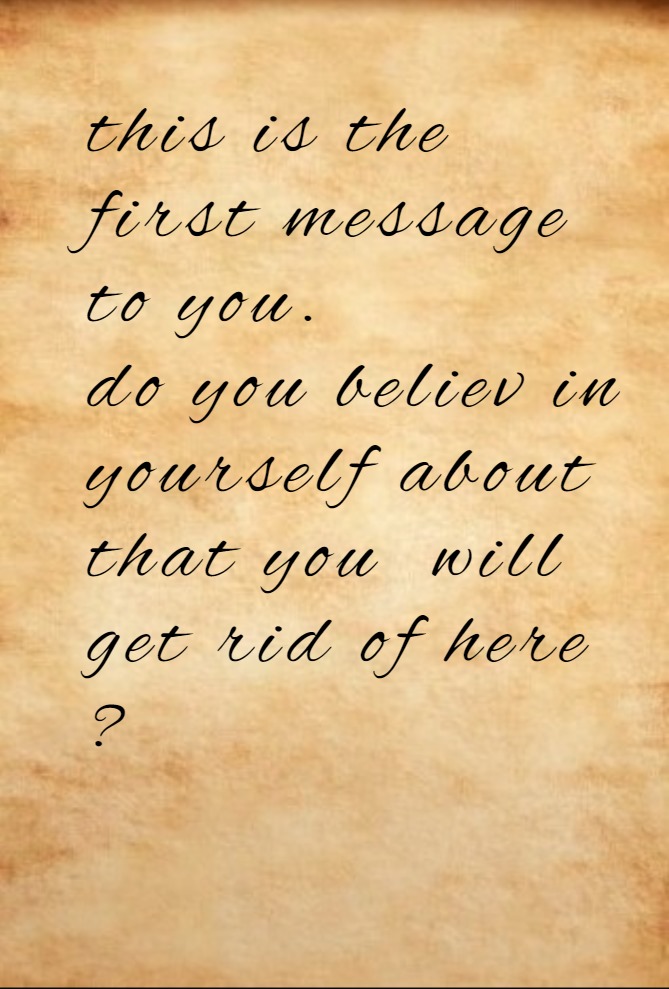 this is the
first message
to you.
do you believ in
yourself about
that you  will
get rid of here
?